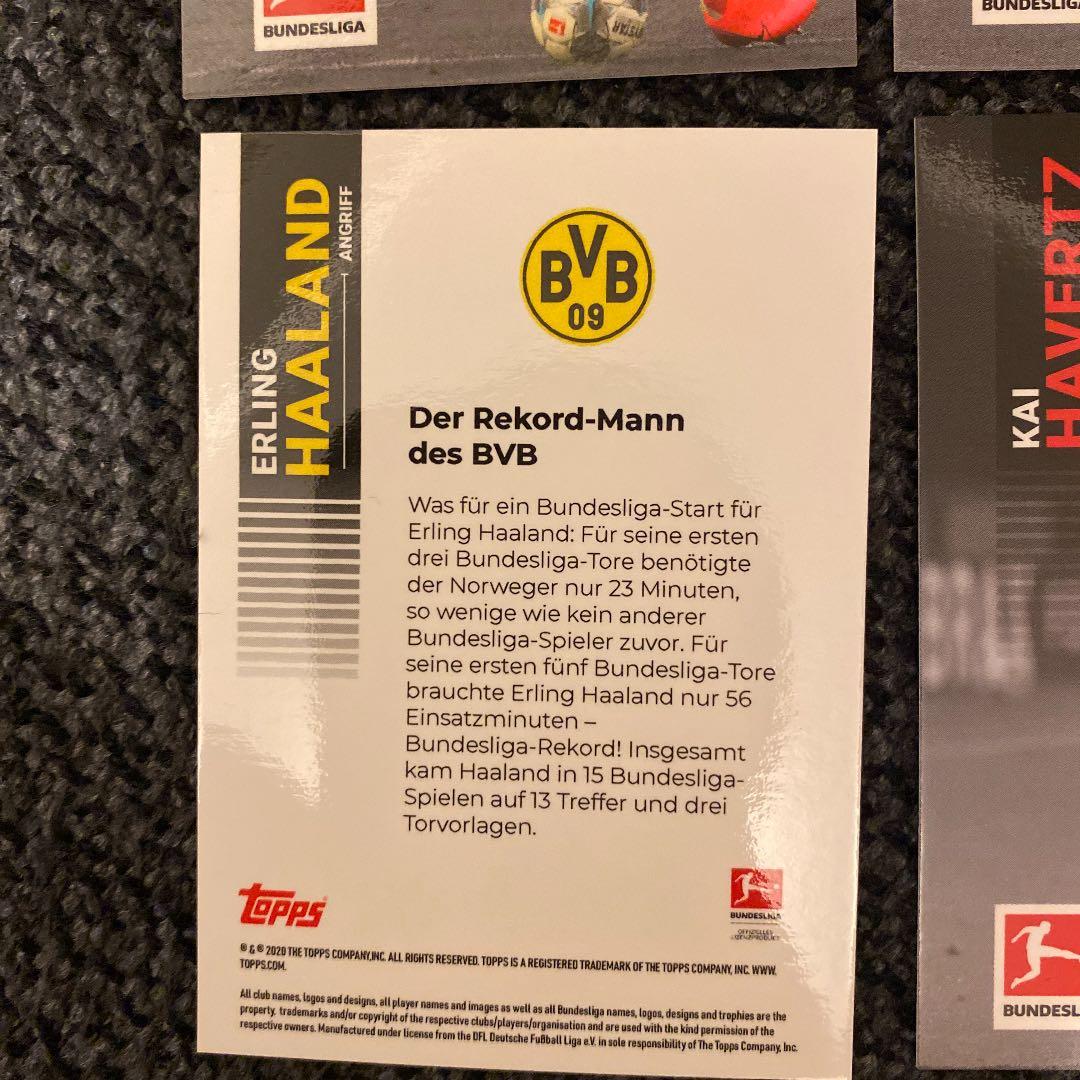 BUNDESLIGA
BUNDESLIGA
ERLING
HAALAND
ANGRIFF
BVB
09
Der Rekord-Mann
des BVB
Was für ein Bundesliga-Start für
Erling Haaland: Für seine ersten
drei Bundesliga-Tore benötigte
der Norweger nur 23 Minuten,
so wenige wie kein anderer
Bundesliga-Spieler zuvor. Für
seine ersten fünf Bundesliga-Tore
brauchte Erling Haaland nur 56
Einsatzminuten –
Bundesliga-Rekord! Insgesamt
kam Haaland in 15 Bundesliga-
Spielen auf 13 Treffer und drei
Torvorlagen.
Topps
BUNDESLIGA
OFFIZIELLES
LIZENZPRODUKT
® & © 2020 THE TOPPS COMPANY,INC. ALL RIGHTS RESERVED. TOPPS IS A REGISTERED TRADEMARK OF THE TOPPS COMPANY, INC. WWW.
TOPPS.COM.
All club names, logos and designs, all player names and images as well as all Bundesliga names, logos, designs and trophies are the
property, trademarks and/or copyright of the respective clubs/players/organisation and are used with the kind permission of the
respective owners. Manufactured under license from the DFL Deutsche Fußball Liga e.V. in sole responsibility of The Topps Company, Inc.
KAI
HAVERTZ
BUNDESL